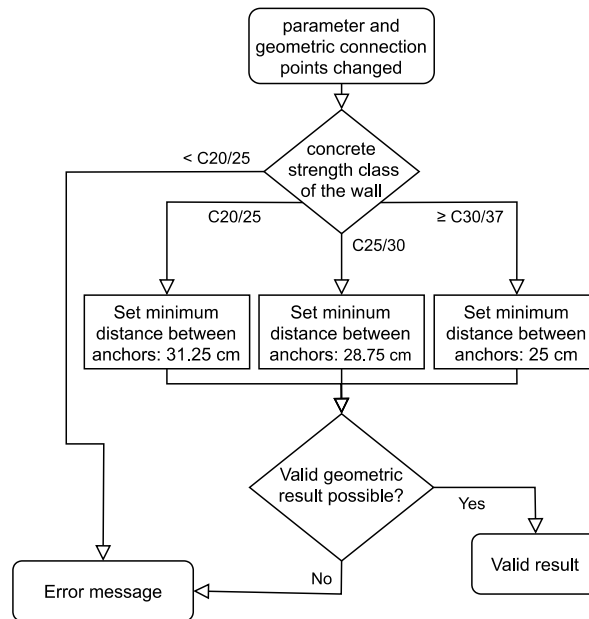 parameter and
geometric connection
points changed
concrete
strength class
of the wall
< C20/25
C20/25
C25/30
≥ C30/37
Set minimum
distance between
anchors: 31.25 cm
Set mininum
distance between
anchors: 28.75 cm
Set minimum
distance between
anchors: 25 cm
Valid geometric
result possible?
Yes
No
Error message
Valid result